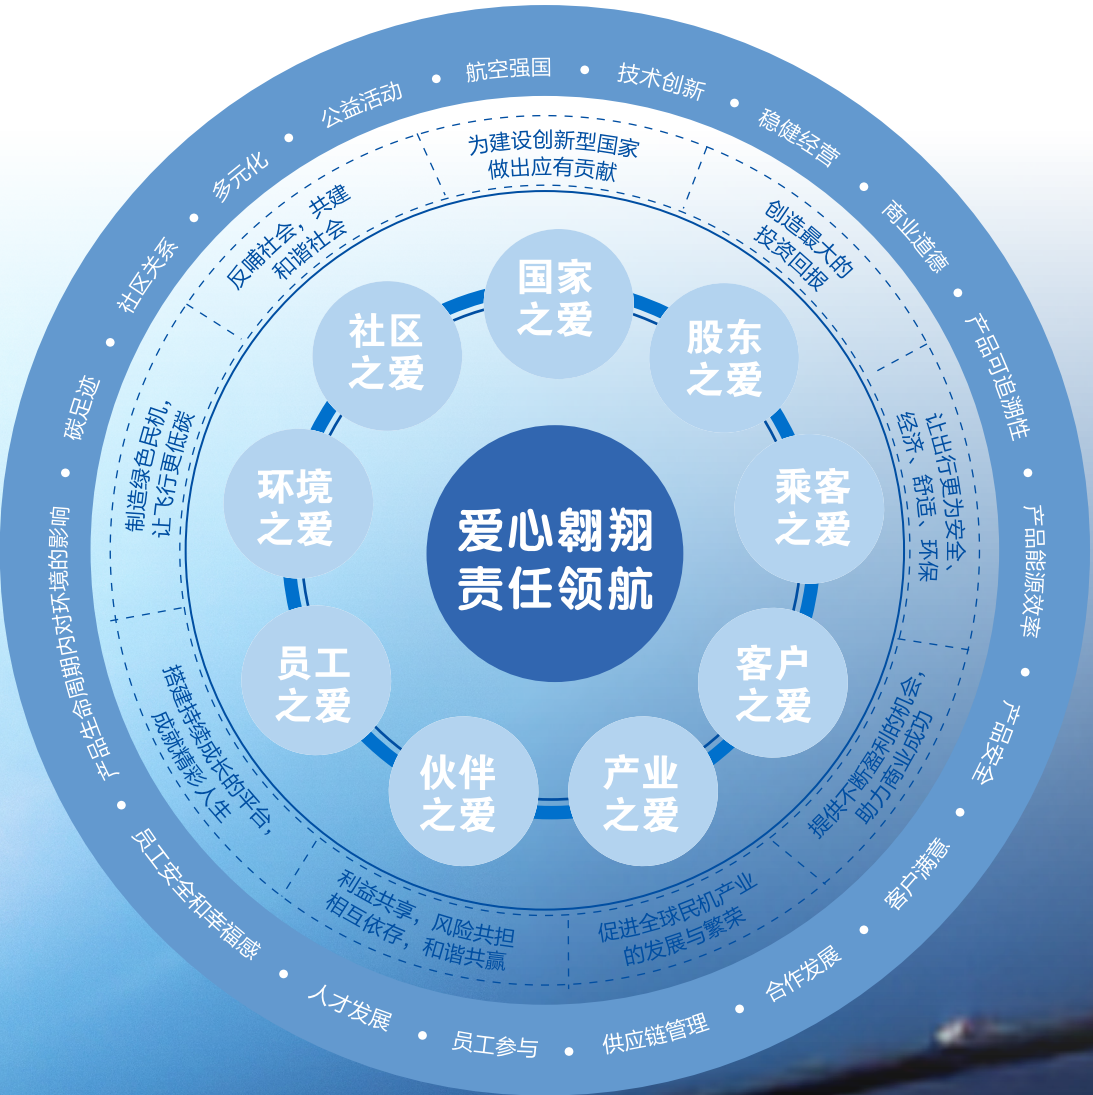 爱心翱翔
责任领航
国家
之爱
股东
之爱
乘客
之爱
客户
之爱
产业
之爱
伙伴
之爱
员工
之爱
环境
之爱
社区
之爱
为建设创新型国家
做出应有贡献
创造最大的
投资回报
让出行更为安全、
经济、舒适、环保
提供不断盈利的机会，
助力商业成功
促进全球民机产业
的发展与繁荣
利益共享，风险共担
相互依存，和谐共赢
搭建持续成长的平台，
成就精彩人生
制造绿色民机，
让飞行更低碳
反哺社会，共建
和谐社会
航空强国
技术创新
稳健经营
商业道德
产品可追溯性
产品能源效率
产品安全
客户满意
合作发展
供应链管理
员工参与
人才发展
员工安全和幸福感
产品生命周期内对环境的影响
碳足迹
社区关系
多元化
公益活动